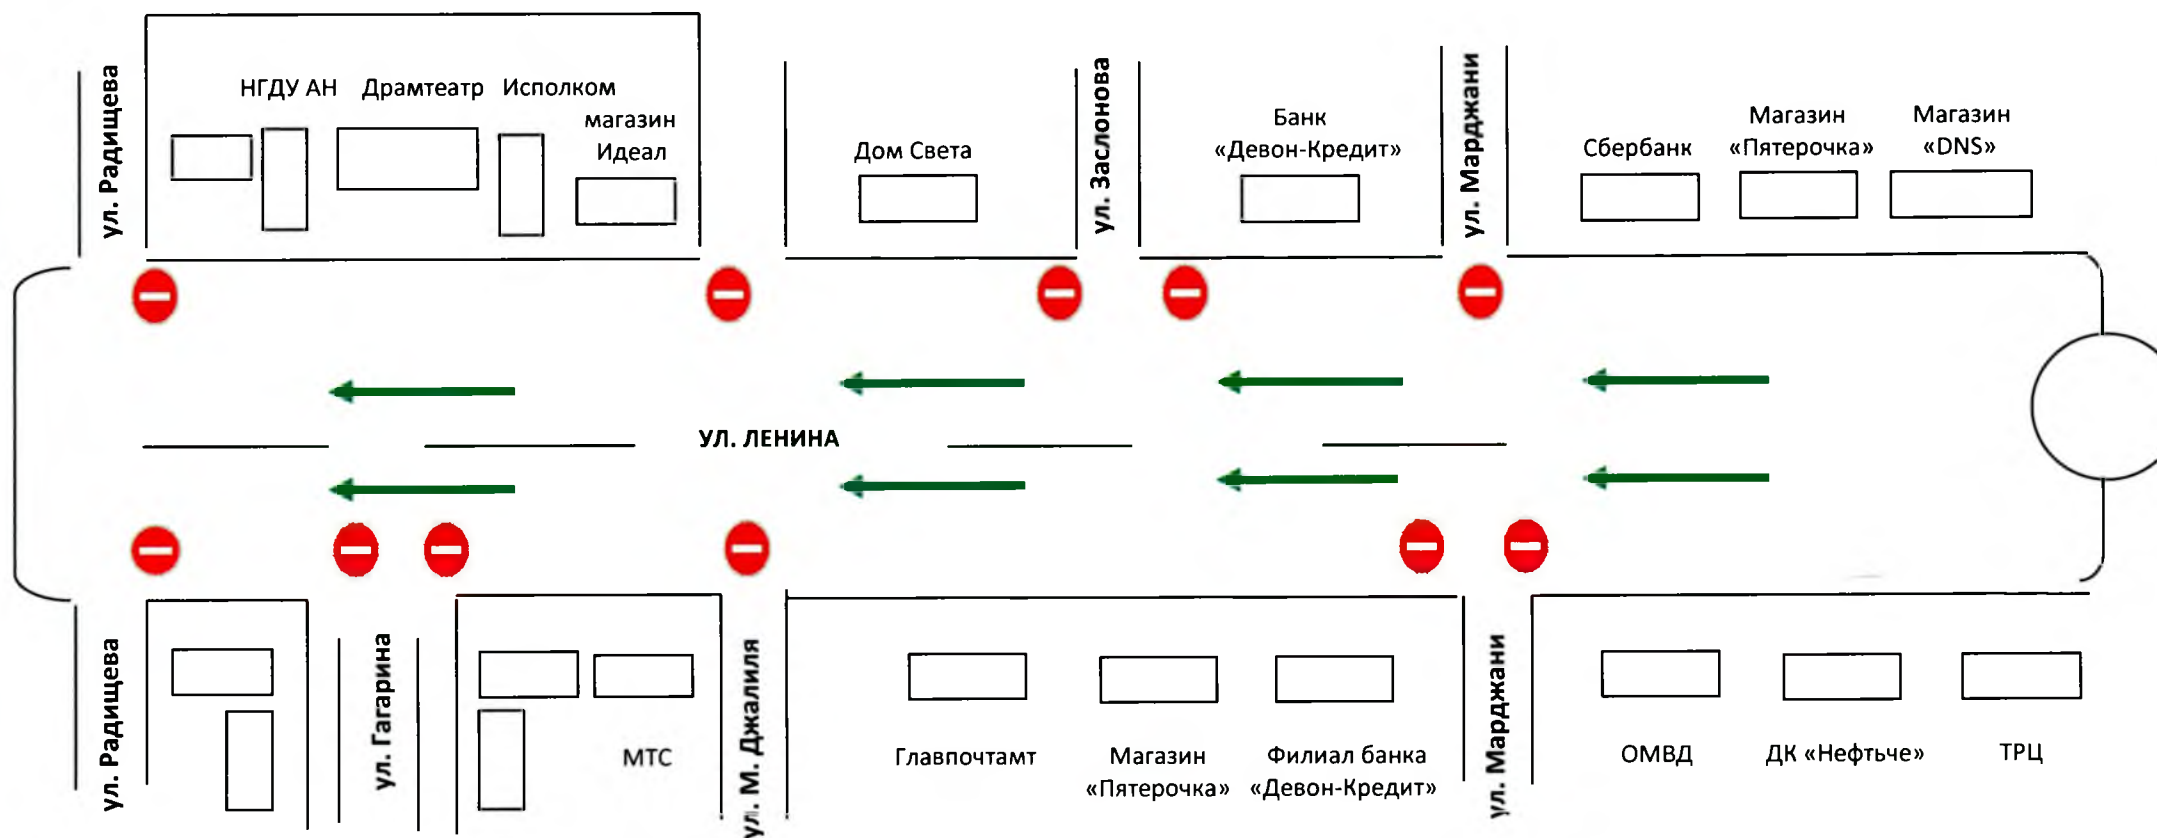 ул. Радищева
НГДУ АН
Драмтеатр
Исполком
магазин
Идеал
Дом Света
ул. Заслонова
Банк
«Девон-Кредит»
ул. Марджани
Сбербанк
Магазин
«Пятерочка»
Магазин
«DNS»
УЛ. ЛЕНИНА
ул. Радищева
ул. Гагарина
МТС
ул. М. Джалиля
Главпочтамт
Магазин
«Пятерочка»
Филиал банка
«Девон-Кредит»
ул. Марджани
ОМВД
ДК «Нефтьче»
ТРЦ